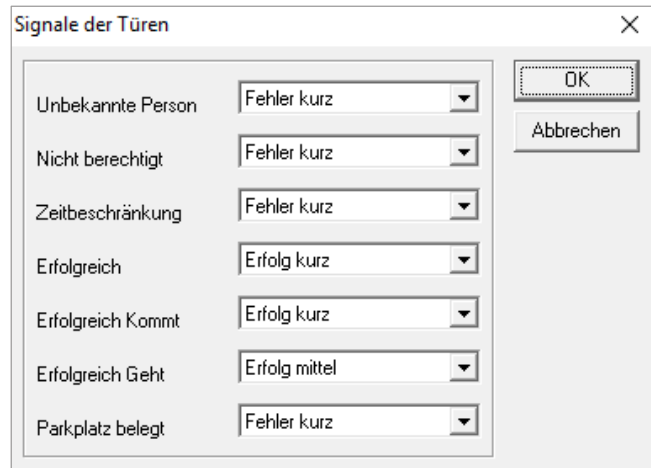 Signale der Türen
Unbekannte Person Fehler kurz
Nicht berechtigt Fehler kurz
Zeitbeschränkung Fehler kurz
Erfolgreich Erfolg kurz
Erfolgreich Kommt Erfolg kurz
Erfolgreich Geht Erfolg mittel
Parkplatz belegt Fehler kurz
OK
Abbrechen